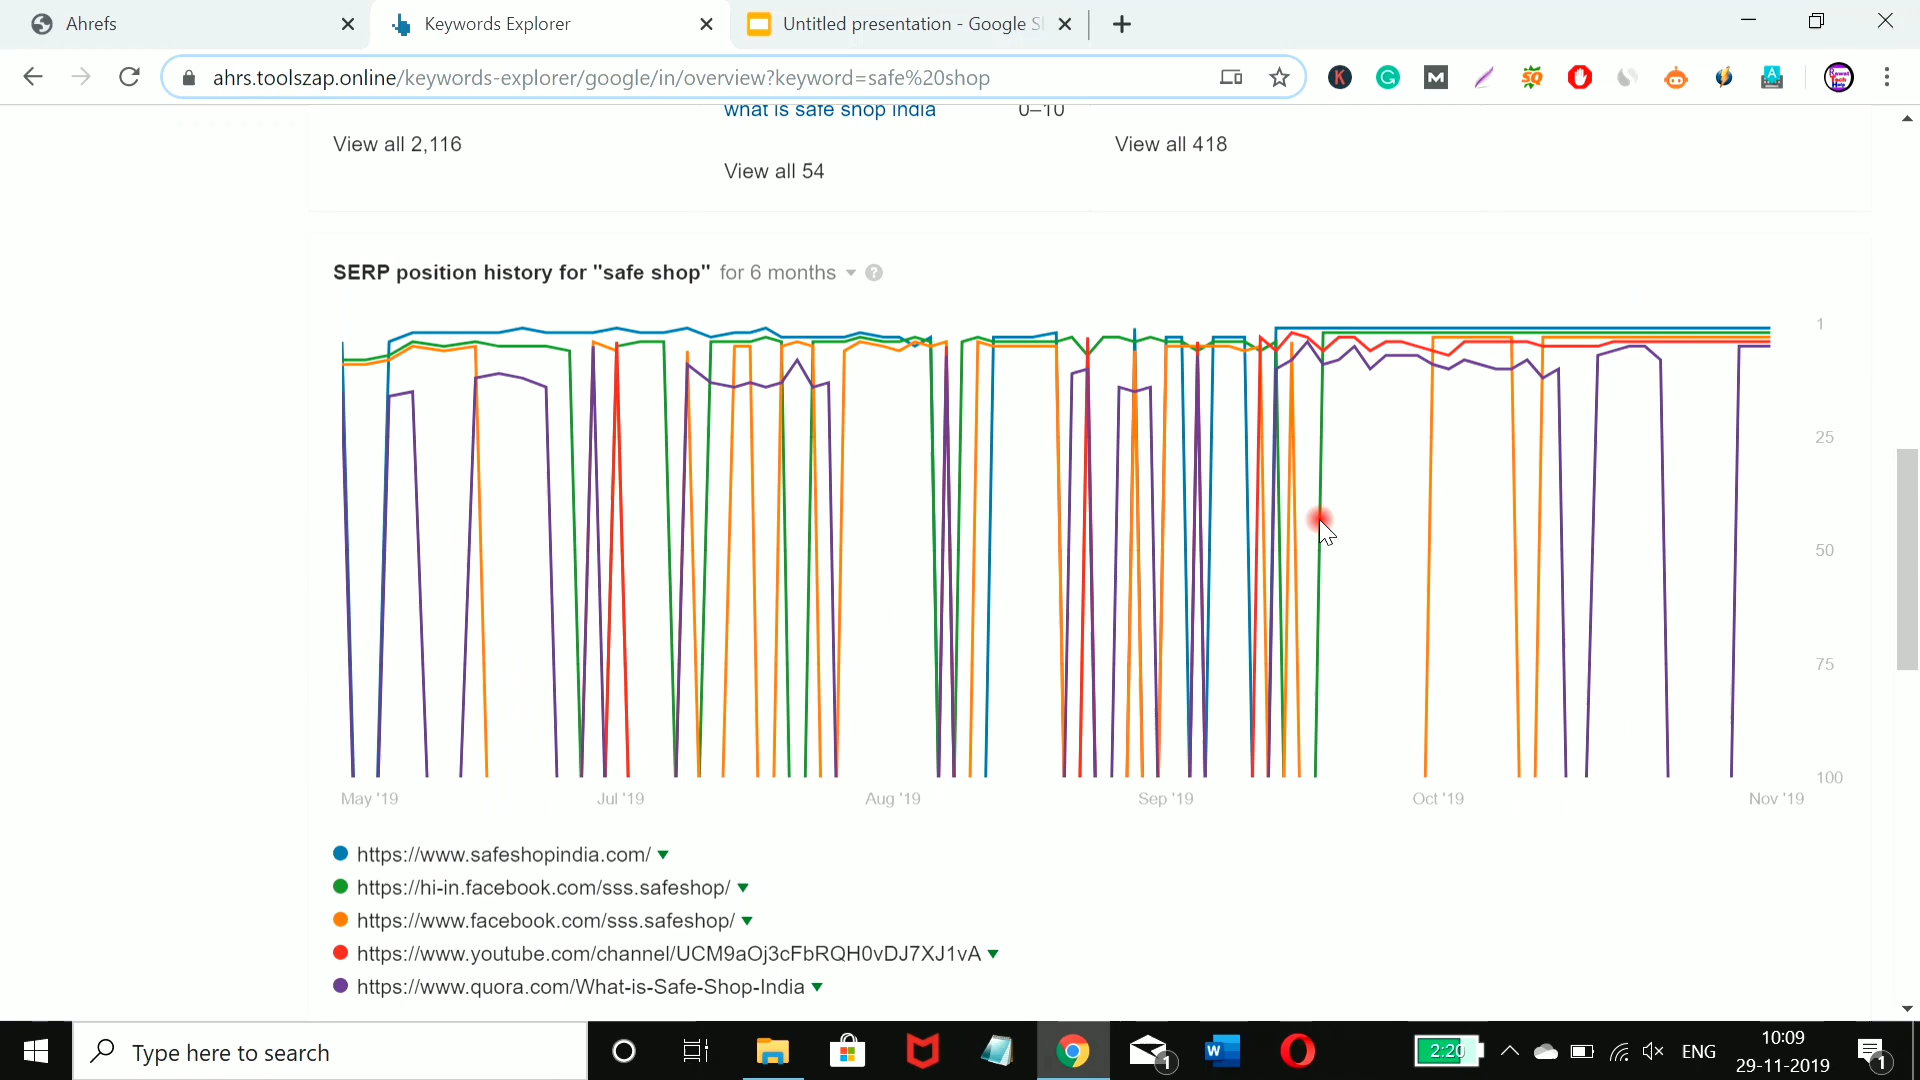 Ahrefs
Keywords Explorer
Untitled presentation - Google Sl
ahrs.toolszap.online/keywords-explorer/google/in/overview?keyword=safe%20shop
what is safe shop india 0–10
View all 2,116
View all 418
View all 54
SERP position history for "safe shop" for 6 months
1
25
50
75
100
May '19 Jul '19 Aug '19 Sep '19 Oct '19 Nov '19
https://www.safeshopindia.com/
https://hi-in.facebook.com/sss.safeshop/
https://www.facebook.com/sss.safeshop/
https://www.youtube.com/channel/UCM9aOj3cFbRQH0vDJ7XJ1vA
https://www.quora.com/What-is-Safe-Shop-India
Type here to search
1
2:20
ENG
10:09
29-11-2019
1